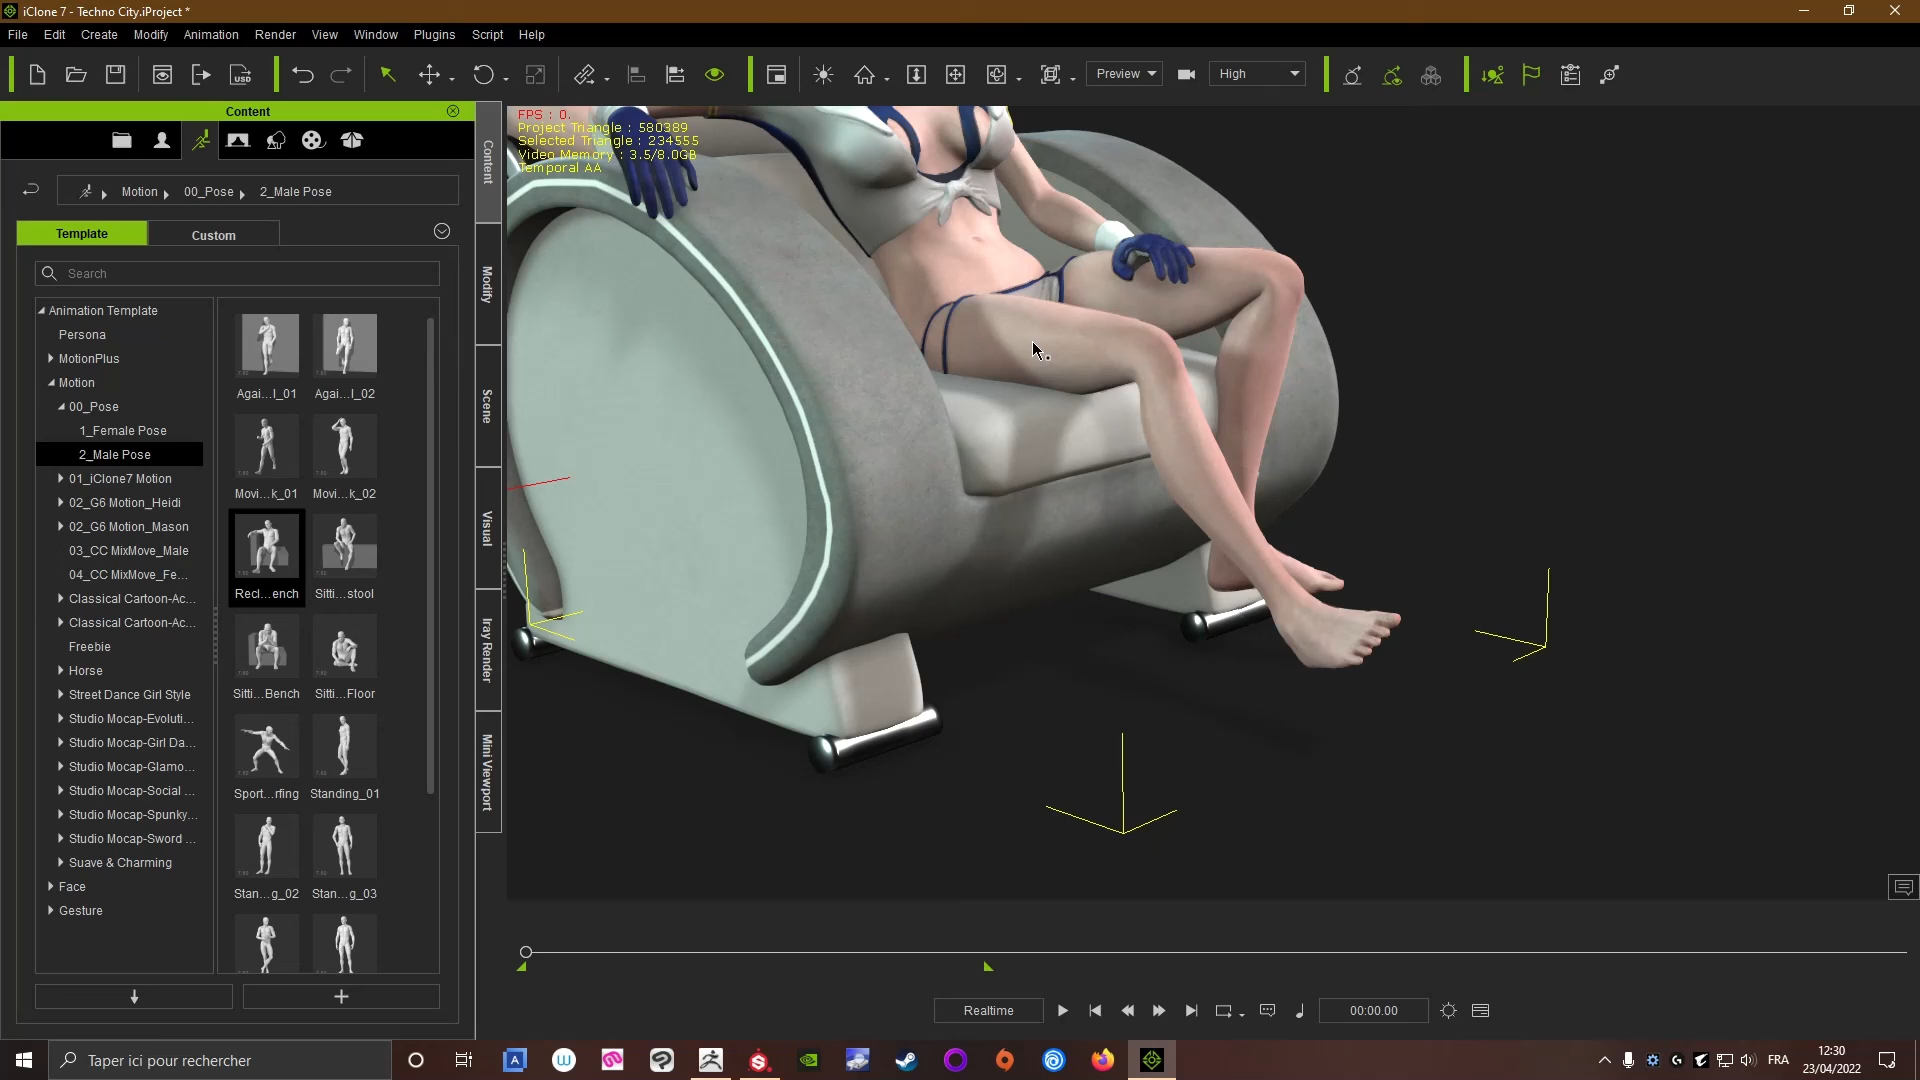 iClone 7 - Techno City.iProject *
File Edit Create Modify Animation Render View Window Plugins Script Help
USD
Preview
High
Content
Motion 00_Pose 2_Male Pose
Template
Custom
Search
Animation Template
Persona
MotionPlus
Motion
00_Pose
1_Female Pose
2_Male Pose
01_iClone7 Motion
02_G6 Motion_Heidi
02_G6 Motion_Mason
03_CC MixMove_Male
04_CC MixMove_Fe...
Classical Cartoon-Ac...
Classical Cartoon-Ac...
Freebie
Horse
Street Dance Girl Style
Studio Mocap-Evoluti...
Studio Mocap-Girl Da...
Studio Mocap-Glamo...
Studio Mocap-Social ...
Studio Mocap-Spunky...
Studio Mocap-Sword ...
Suave & Charming
Face
Gesture
Agai...l_01 Agai...l_02
Movi...k_01 Movi...k_02
Recl...ench Sitti...stool
Sitti...Bench Sitti...Floor
Sport...rfing Standing_01
Stan...g_02 Stan...g_03
Content
Modify
Scene
Visual
Iray Render
Mini Viewport
FPS : 0.
Project Triangle : 580389
Selected Triangle : 234555
Video Memory : 3.5/8.0GB
Temporal AA
Realtime
00:00.00
Taper ici pour rechercher
FRA
12:30
23/04/2022